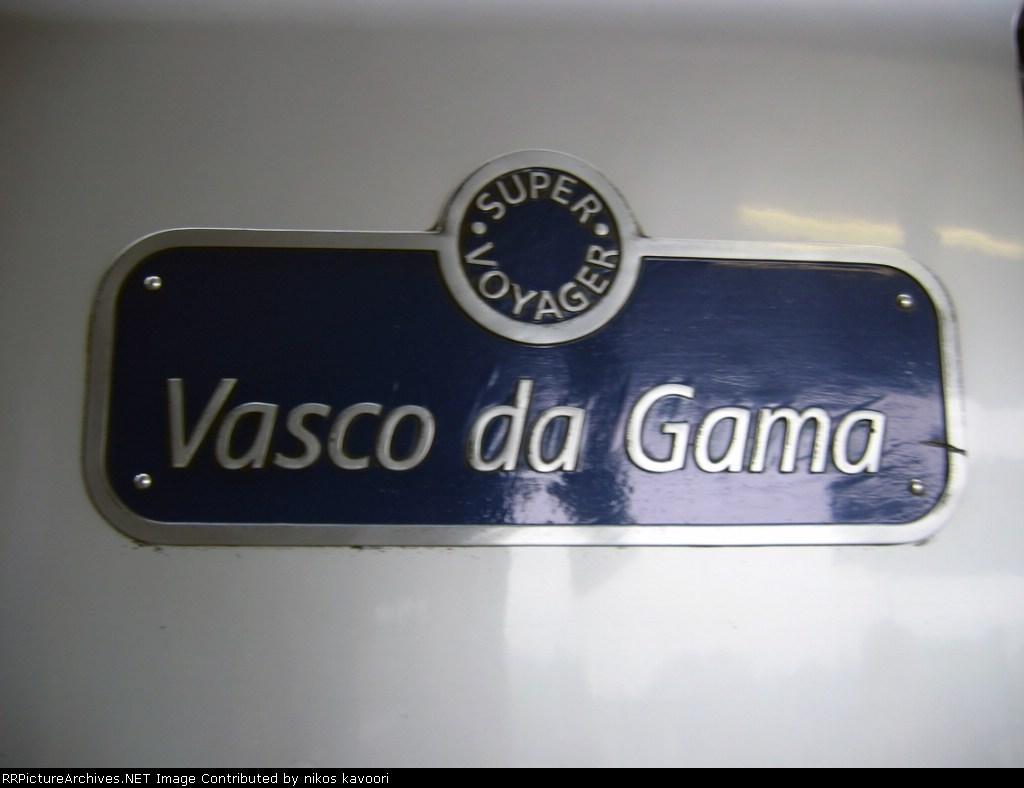 • SUPER •
VOYAGER
Vasco da Gama
RRPictureArchives.NET Image Contributed by nikos kavoori